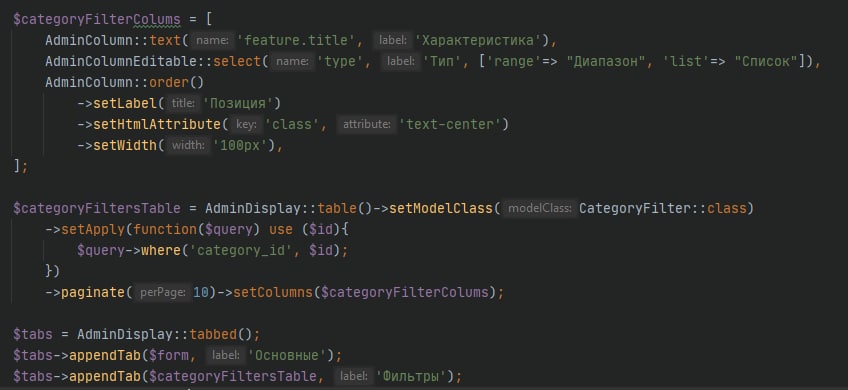 $categoryFilterColums = [
AdminColumn::text( name: 'feature.title', label: 'Характеристика'),
AdminColumnEditable::select( name: 'type', label: 'Тип', ['range'=> "Диапазон", 'list'=> "Список"]),
AdminColumn::order()
->setLabel( title: 'Позиция')
->setHtmlAttribute( key: 'class', attribute: 'text-center')
->setWidth( width: '100px'),
];
$categoryFiltersTable = AdminDisplay::table()->setModelClass( modelClass: CategoryFilter::class)
->setApply(function($query) use ($id){
$query->where('category_id', $id);
})
->paginate( perPage: 10)->setColumns($categoryFilterColums);
$tabs = AdminDisplay::tabbed();
$tabs->appendTab($form, label: 'Основные');
$tabs->appendTab($categoryFiltersTable, label: 'Фильтры');